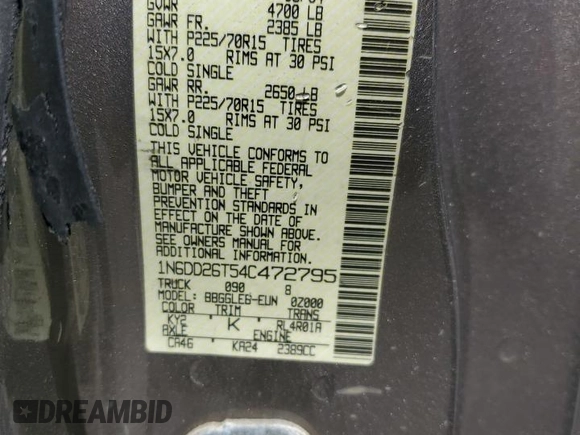 GVWR 4700 LB
GAWR FR. 2385 LB
WITH P225/70R15 TIRES
15X7.0 RIMS AT 30 PSI
COLD SINGLE
GAWR RR. 2650 LB
WITH P225/70R15 TIRES
15X7.0 RIMS AT 30 PSI
COLD SINGLE
THIS VEHICLE CONFORMS TO
ALL APPLICABLE FEDERAL
MOTOR VEHICLE SAFETY,
BUMPER AND THEFT
PREVENTION STANDARDS IN
EFFECT ON THE DATE OF
MANUFACTURE SHOWN ABOVE.
SEE OWNERS MANUAL FOR
ADDITIONAL INFORMATION
1N6DD26T54C472795
TRUCK 090 8
MODEL: BBGGLEG-EUN 0Z000
COLOR TRIM TRANS
KY2 K RL4R01A
AXLE ENGINE
CA46 KA24 2389CC
DREAMBID